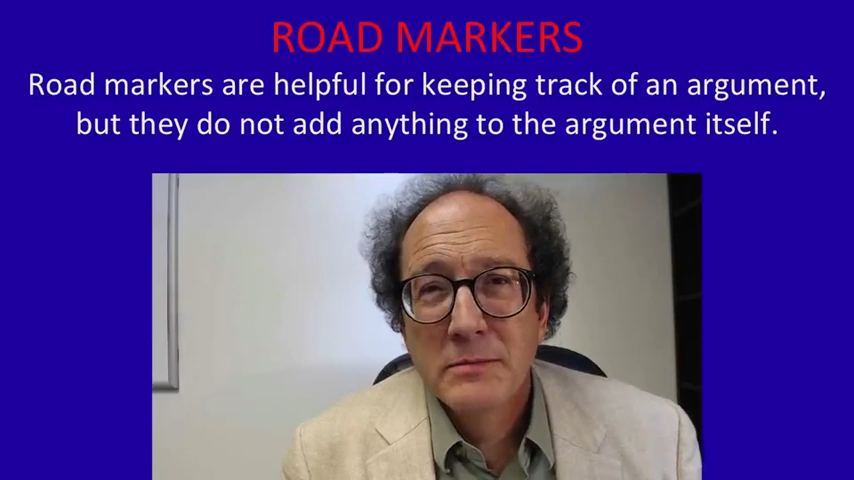 ROAD MARKERS
Road markers are helpful for keeping track of an argument,
but they do not add anything to the argument itself.